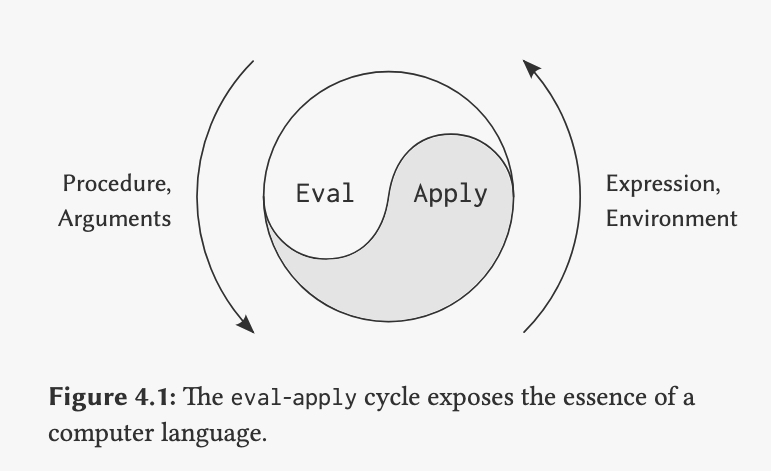 Procedure,
Arguments
Eval
Apply
Expression,
Environment
Figure 4.1: The eval-apply cycle exposes the essence of a
computer language.